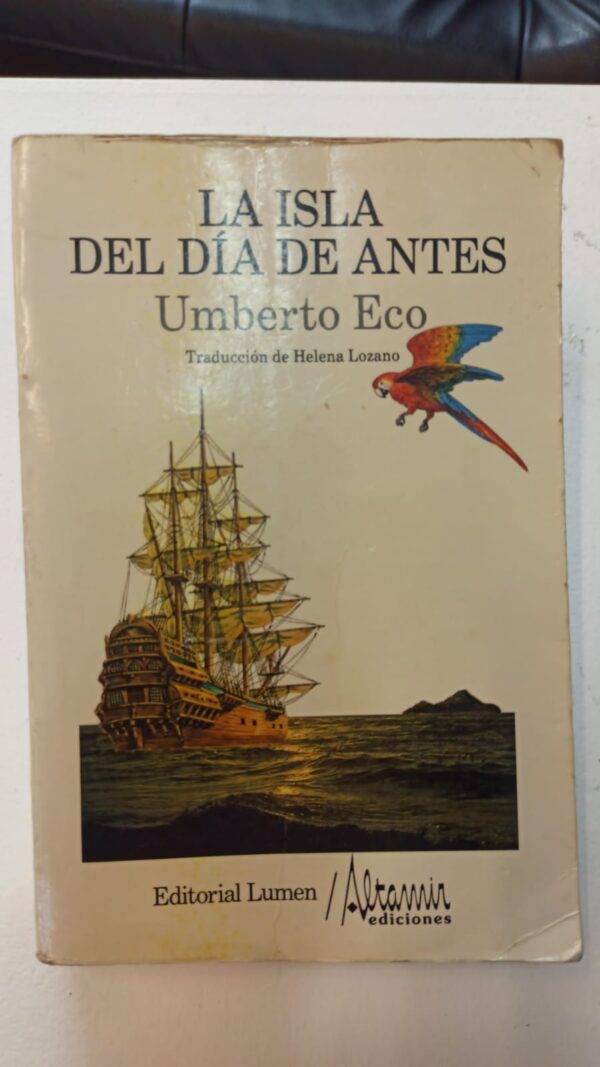 LA ISLA
DEL DÍA DE ANTES
Umberto Eco
Traducción de Helena Lozano
Editorial Lumen / Altamir
ediciones